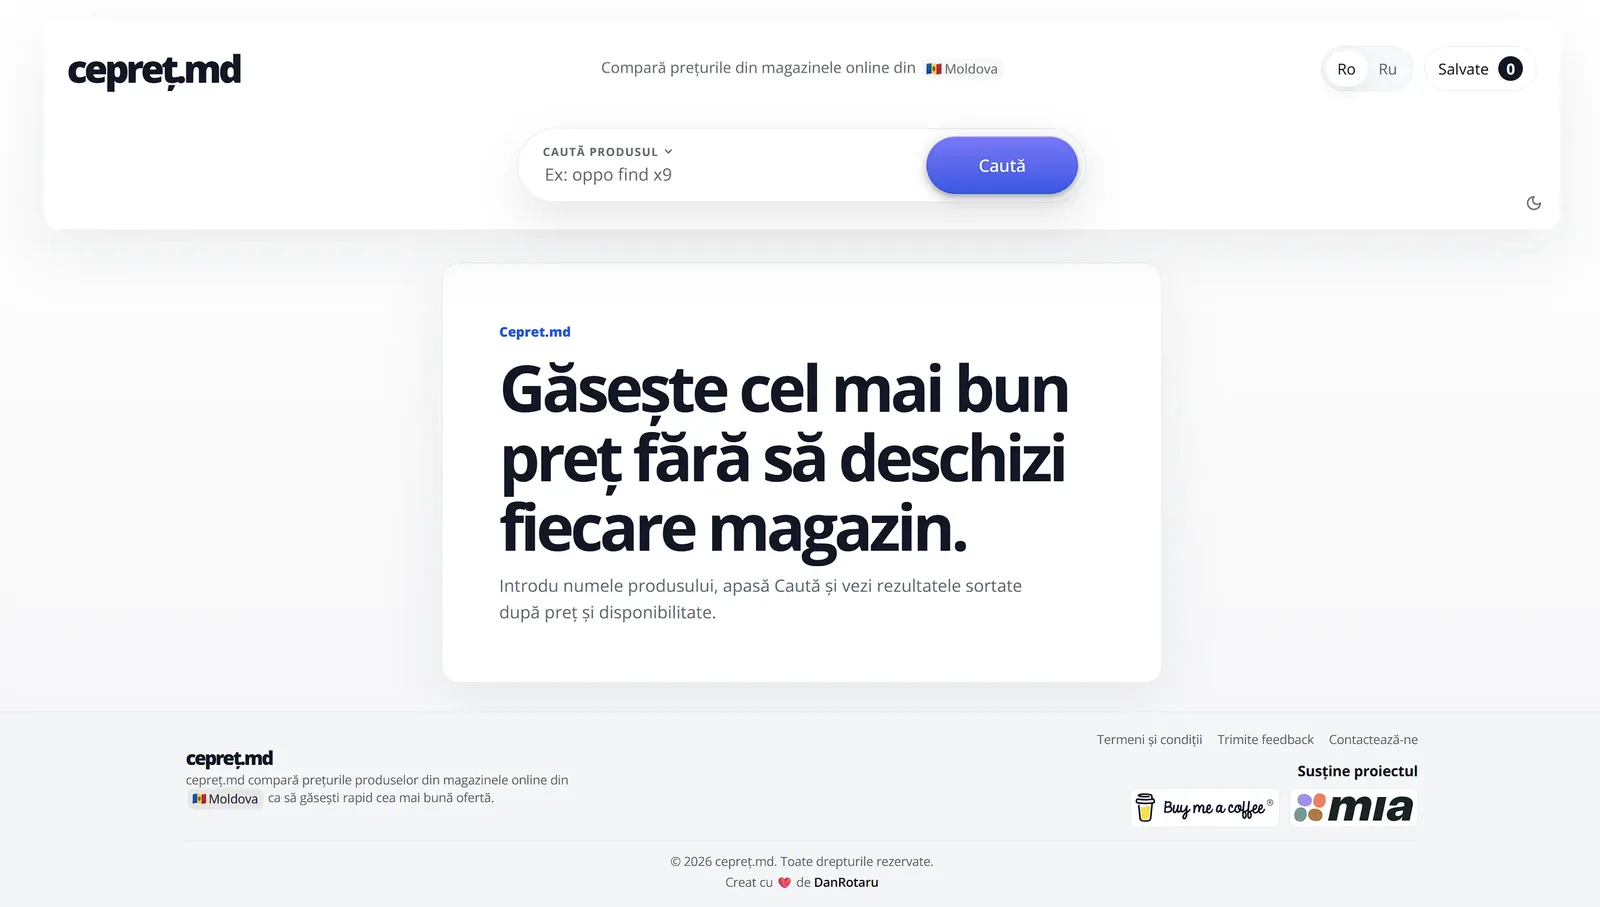 cepreț.md
Compară prețurile din magazinele online din 🇲🇩 Moldova
Ro Ru
Salvate 0
CAUTĂ PRODUSUL
Ex: oppo find x9
Caută
Cepret.md
Găsește cel mai bun
preț fără să deschizi
fiecare magazin.
Introdu numele produsului, apasă Caută și vezi rezultatele sortate
după preț și disponibilitate.
cepreț.md
cepreț.md compară prețurile produselor din magazinele online din
🇲🇩 Moldova ca să găsești rapid cea mai bună ofertă.
Termeni și condiții Trimite feedback Contactează-ne
Susține proiectul
Buy me a coffee®
mia
© 2026 cepreț.md. Toate drepturile rezervate.
Creat cu ❤️ de DanRotaru